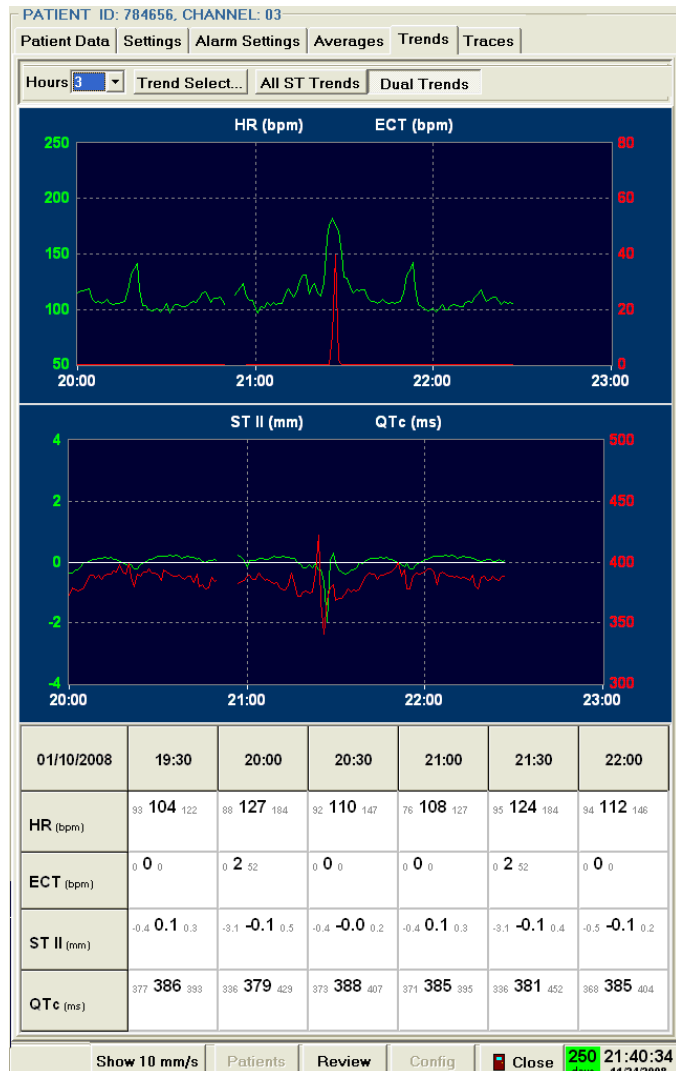 PATIENT ID: 784656, CHANNEL: 03
Patient Data Settings Alarm Settings Averages Trends Traces
Hours 3 Trend Select... All ST Trends Dual Trends
HR (bpm) ECT (bpm)
250 80
200 60
150 40
100 20
50 0
20:00 21:00 22:00 23:00
ST II (mm) QTc (ms)
4 500
2 450
0 400
-2 350
-4 300
20:00 21:00 22:00 23:00
01/10/2008 19:30 20:00 20:30 21:00 21:30 22:00
HR (bpm) 93 104 122 88 127 184 92 110 147 76 108 127 95 124 184 94 112 146
ECT (bpm) 0 0 0 0 2 52 0 0 0 0 0 0 0 2 52 0 0 0
ST II (mm) -0.4 0.1 0.3 -3.1 -0.1 0.5 -0.4 -0.0 0.2 -0.4 0.1 0.3 -3.1 -0.1 0.4 -0.5 -0.1 0.2
QTc (ms) 377 386 393 336 379 429 373 388 407 371 385 395 336 381 452 368 385 404
Show 10 mm/s Patients Review Config Close 250 21:40:34
days 11/24/2008